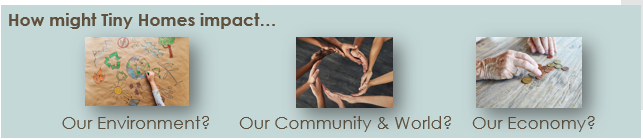 How might Tiny Homes impact…
Our Environment? Our Community & World? Our Economy?